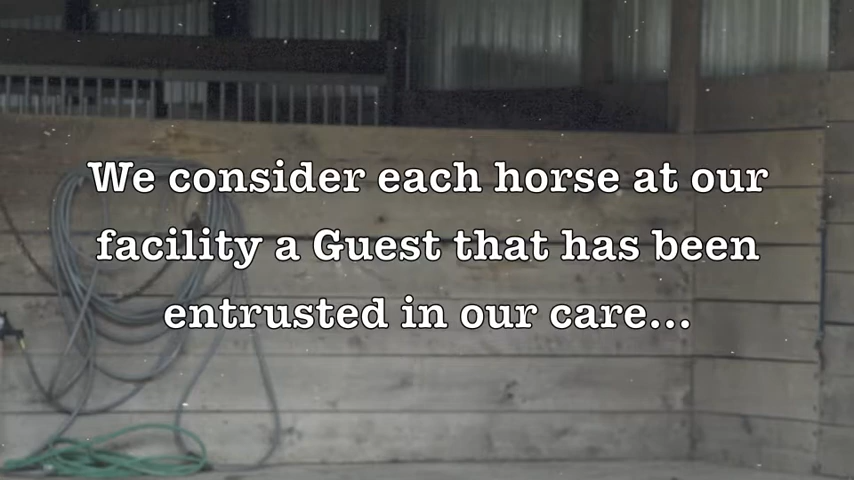 We consider each horse at our
facility a Guest that has been
entrusted in our care...